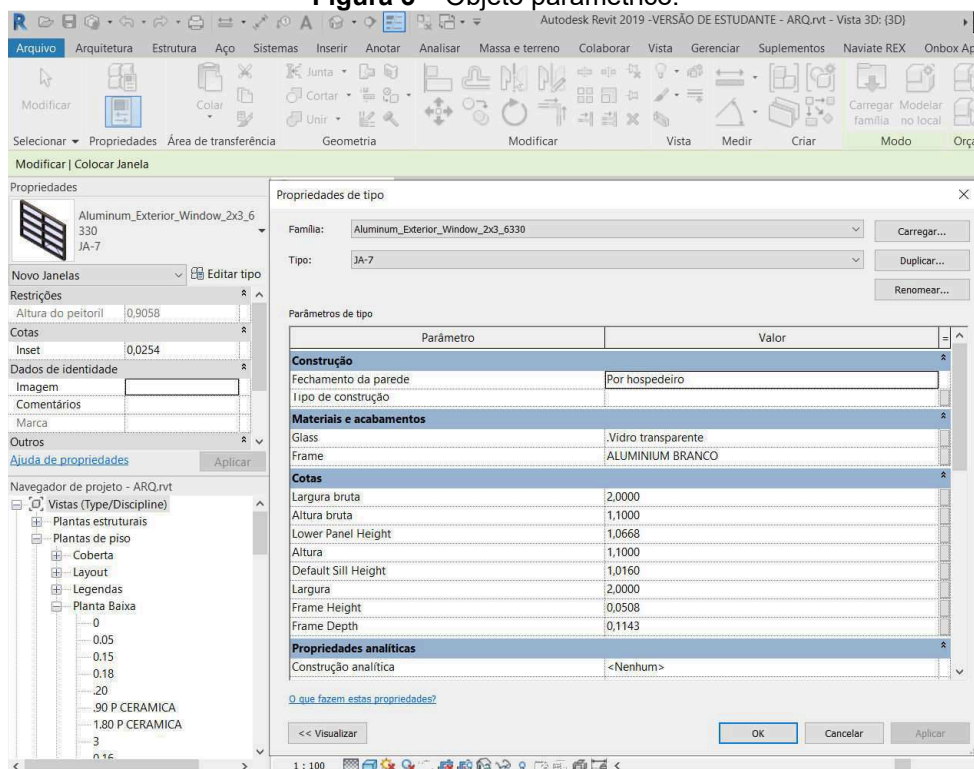 Figura 3 – Objeto paramétrico.
Autodesk Revit 2019 -VERSÃO DE ESTUDANTE - ARQ.rvt - Vista 3D: {3D}
Arquivo Arquitetura Estrutura Aço Sistemas Inserir Anotar Analisar Massa e terreno Colaborar Vista Gerenciar Suplementos Naviate REX Onbox Ap
Modificar Colar Junta Cortar Unir Carregar família Modelar no local
Selecionar Propriedades Área de transferência Geometria Modificar Vista Medir Criar Modo Orça
Modificar | Colocar Janela
Propriedades
Aluminum_Exterior_Window_2x3_6
330
JA-7
Novo Janelas Editar tipo
Restrições
Altura do peitoril 0,9058
Cotas
Inset 0,0254
Dados de identidade
Imagem
Comentários
Marca
Outros
Ajuda de propriedades Aplicar
Navegador de projeto - ARQ.rvt
Vistas (Type/Discipline)
Plantas estruturais
Plantas de piso
Coberta
Layout
Legendas
Planta Baixa
0
0.05
0.15
0.18
.20
.90 P CERAMICA
1.80 P CERAMICA
3
0.16
Propriedades de tipo
Família: Aluminum_Exterior_Window_2x3_6330 Carregar...
Tipo: JA-7 Duplicar...
Renomear...
Parâmetros de tipo
Parâmetro Valor =
Construção
Fechamento da parede Por hospedeiro
Tipo de construção
Materiais e acabamentos
Glass .Vidro transparente
Frame ALUMINIUM BRANCO
Cotas
Largura bruta 2,0000
Altura bruta 1,1000
Lower Panel Height 1,0668
Altura 1,1000
Default Sill Height 1,0160
Largura 2,0000
Frame Height 0,0508
Frame Depth 0,1143
Propriedades analíticas
Construção analítica <Nenhum>
O que fazem estas propriedades?
<< Visualizar OK Cancelar Aplicar
1 : 100